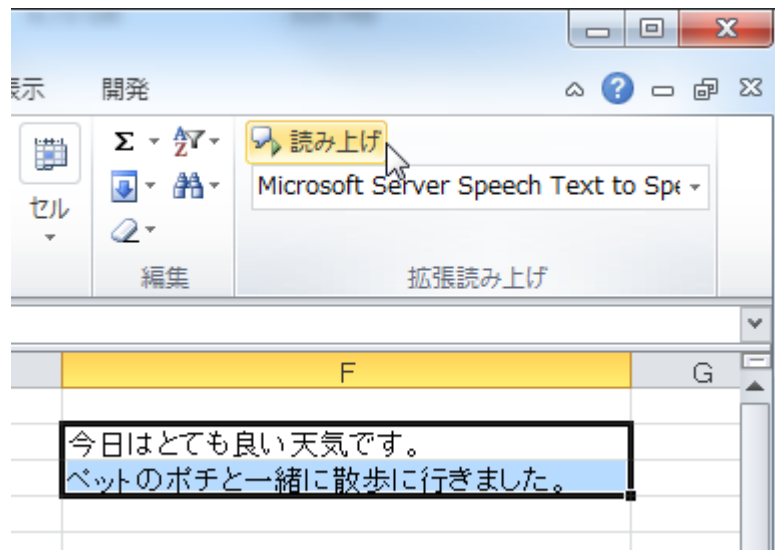 表示 開発
読み上げ
Microsoft Server Speech Text to Spe
セル
編集 拡張読み上げ
F G
今日はとても良い天気です。
ペットのポチと一緒に散歩に行きました。